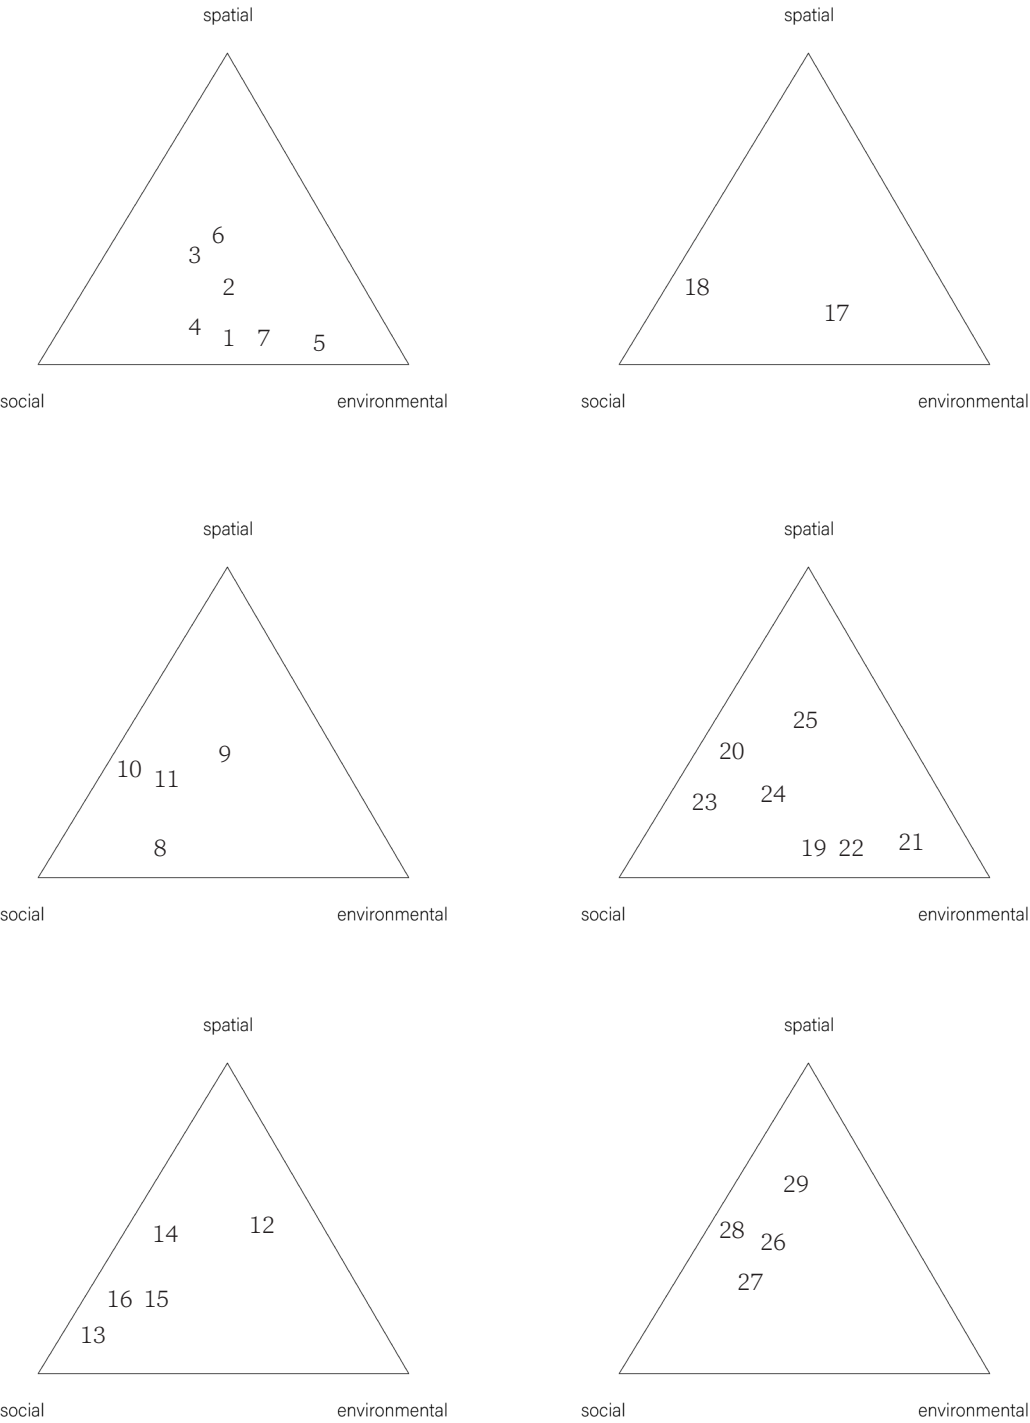 spatial
6
3
2
4
1
7
5
social
environmental
spatial
18
17
social
environmental
spatial
9
10
11
8
social
environmental
spatial
25
20
24
23
21
19
22
social
environmental
spatial
12
14
16
15
13
social
environmental
spatial
29
28
26
27
social
environmental